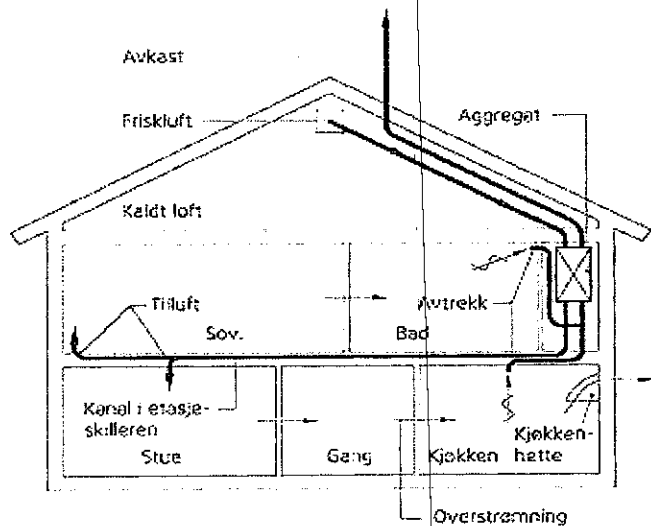 Avkast
Friskluft
Aggregat
Kaldt loft
Tilluft
Avtrekk
Sov.
Bad
Kanal i etasje-
skilleren
Stue
Gang
Kjøkken
Kjøkken-
hette
Overstrømning